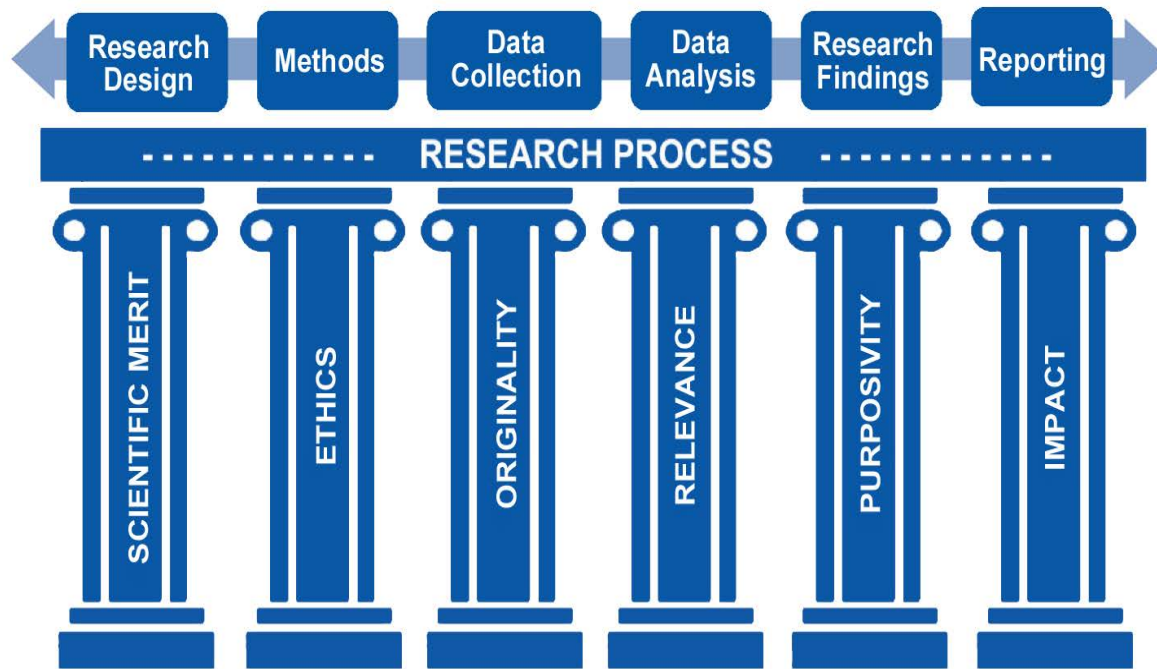 Research
Design
Methods
Data
Collection
Data
Analysis
Research
Findings
Reporting
- - - - - - - - - - - - - RESEARCH PROCESS - - - - - - - - - - - - -
SCIENTIFIC MERIT
ETHICS
ORIGINALITY
RELEVANCE
PURPOSIVITY
IMPACT